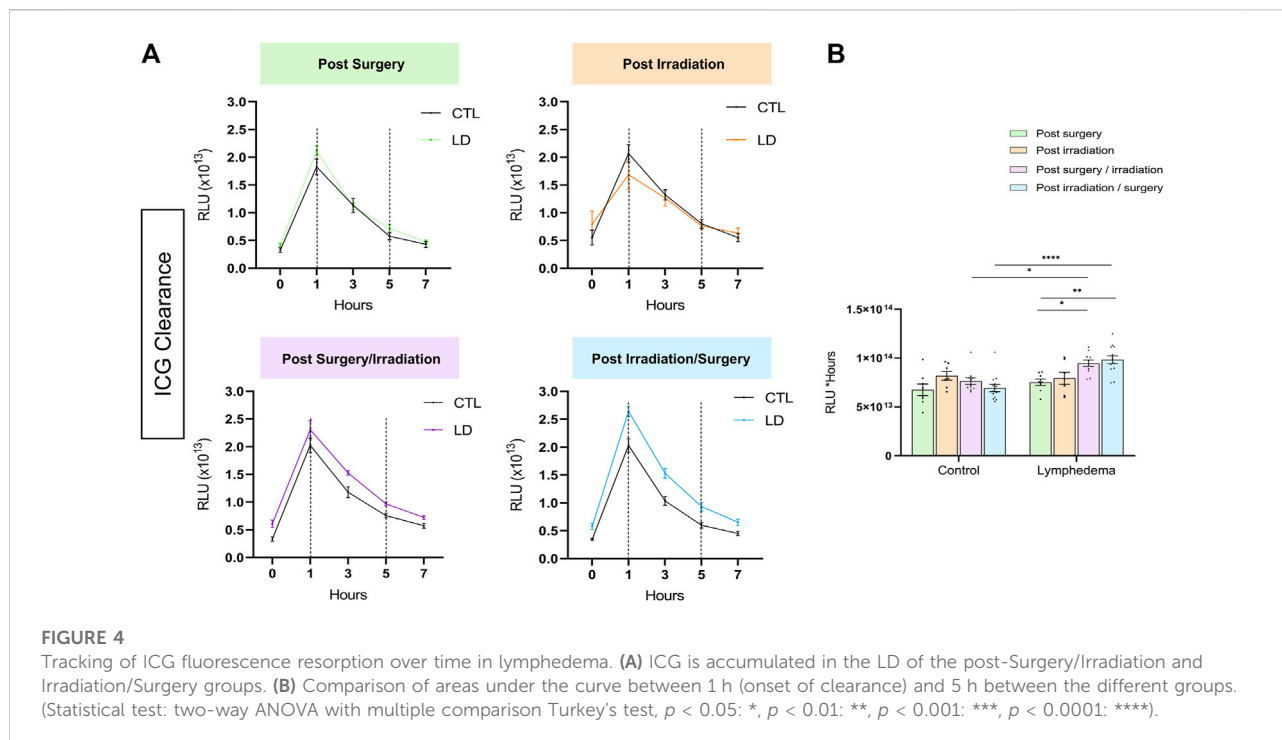 A
B
Post Surgery
Post Irradiation
RLU (x10¹³)
3.0
2.5
2.0
1.5
1.0
0.5
0.0
0 1 3 5 7
Hours
CTL
LD
RLU (x10¹³)
3.0
2.5
2.0
1.5
1.0
0.5
0.0
0 1 3 5 7
Hours
CTL
LD
ICG Clearance
Post Surgery/Irradiation
Post Irradiation/Surgery
RLU (x10¹³)
3.0
2.5
2.0
1.5
1.0
0.5
0.0
0 1 3 5 7
Hours
CTL
LD
RLU (x10¹³)
3.0
2.5
2.0
1.5
1.0
0.5
0.0
0 1 3 5 7
Hours
CTL
LD
Post surgery
Post irradiation
Post surgery / irradiation
Post irradiation / surgery
****
*
**
*
RLU *Hours
1.5×10¹⁴
1×10¹⁴
5×10¹³
0
Control Lymphedema
FIGURE 4
Tracking of ICG fluorescence resorption over time in lymphedema. (A) ICG is accumulated in the LD of the post-Surgery/Irradiation and
Irradiation/Surgery groups. (B) Comparison of areas under the curve between 1 h (onset of clearance) and 5 h between the different groups.
(Statistical test: two-way ANOVA with multiple comparison Turkey's test, p < 0.05: *, p < 0.01: **, p < 0.001: ***, p < 0.0001: ****).